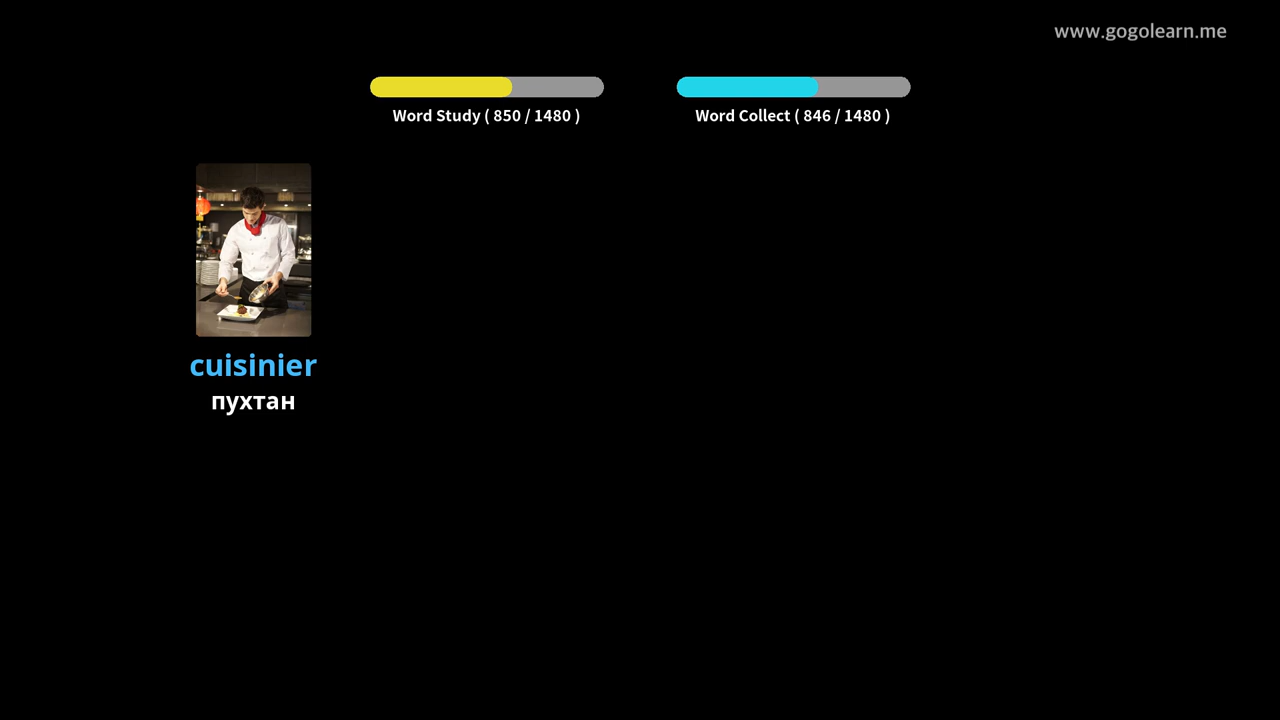 www.gogolearn.me
Word Study ( 850 / 1480 )
Word Collect ( 846 / 1480 )
cuisinier
пухтан